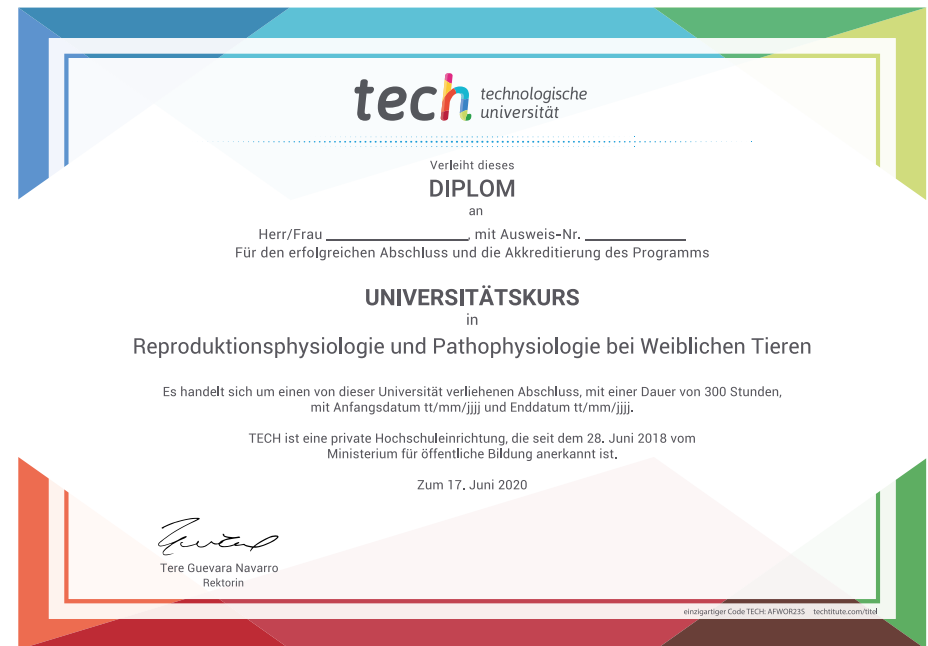 tech technologische
universität
Verleiht dieses
DIPLOM
an
Herr/Frau ____________, mit Ausweis-Nr. ____________
Für den erfolgreichen Abschluss und die Akkreditierung des Programms
UNIVERSITÄTSKURS
in
Reproduktionsphysiologie und Pathophysiologie bei Weiblichen Tieren
Es handelt sich um einen von dieser Universität verliehenen Abschluss, mit einer Dauer von 300 Stunden,
mit Anfangsdatum tt/mm/jjjj und Enddatum tt/mm/jjjj.
TECH ist eine private Hochschuleinrichtung, die seit dem 28. Juni 2018 vom
Ministerium für öffentliche Bildung anerkannt ist.
Zum 17. Juni 2020
Tere Guevara Navarro
Rektorin
einzigartiger Code TECH: AFWOR23S techtitute.com/titel